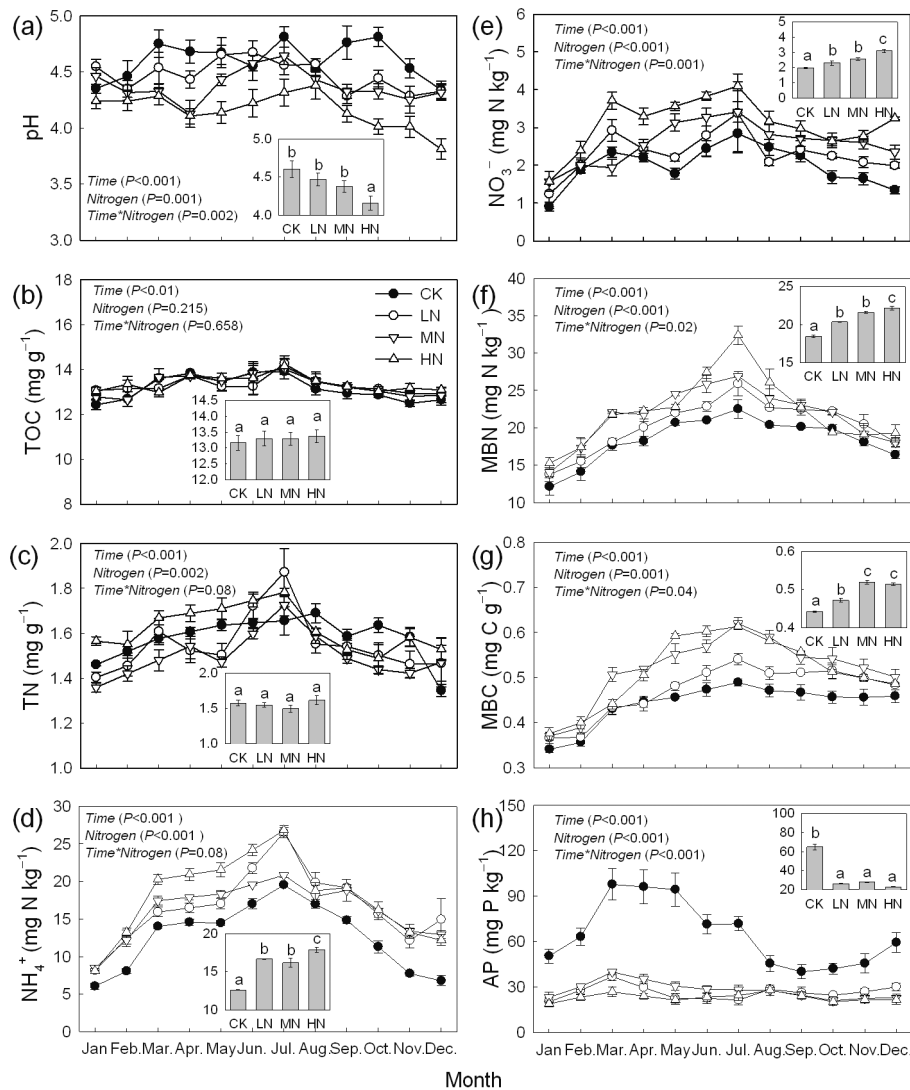 (a)
5.0
4.5
4.0
3.5
3.0
pH
Time (P<0.001)
Nitrogen (P=0.001)
Time*Nitrogen (P=0.002)
5.0
4.5
4.0
b b b a
CK LN MN HN
(b)
18
16
14
12
10
8
TOC (mg g⁻¹)
Time (P<0.01)
Nitrogen (P=0.215)
Time*Nitrogen (P=0.658)
CK
LN
MN
HN
14.5
14.0
13.5
13.0
12.5
12.0
a a a a
CK LN MN HN
(c)
2.0
1.8
1.6
1.4
1.2
1.0
TN (mg g⁻¹)
Time (P<0.001)
Nitrogen (P=0.002)
Time*Nitrogen (P=0.08)
2.0
1.5
1.0
a a a a
CK LN MN HN
(d)
30
25
20
15
10
5
0
NH₄⁺ (mg N kg⁻¹)
Time (P<0.001 )
Nitrogen (P<0.001 )
Time*Nitrogen (P=0.08)
20
15
10
a b b c
CK LN MN HN
Jan Feb. Mar. Apr. May Jun. Jul. Aug. Sep. Oct. Nov. Dec.
(e)
6
5
4
3
2
1
0
NO₃⁻ (mg N kg⁻¹)
Time (P<0.001)
Nitrogen (P<0.001)
Time*Nitrogen (P=0.001)
5
4
3
2
1
0
a b b c
CK LN MN HN
(f)
40
35
30
25
20
15
10
MBN (mg N kg⁻¹)
Time (P<0.001)
Nitrogen (P<0.001)
Time*Nitrogen (P=0.02)
25
20
15
a b b c
CK LN MN HN
(g)
0.8
0.7
0.6
0.5
0.4
0.3
MBC (mg C g⁻¹)
Time (P<0.001)
Nitrogen (P=0.001)
Time*Nitrogen (P=0.04)
0.6
0.5
0.4
a b c c
CK LN MN HN
(h)
150
120
90
60
30
0
AP (mg P kg⁻¹)
Time (P<0.001)
Nitrogen (P<0.001)
Time*Nitrogen (P<0.001)
100
80
60
40
20
b a a a
CK LN MN HN
Jan.Feb. Mar. Apr. May Jun. Jul. Aug. Sep. Oct. Nov. Dec.
Month